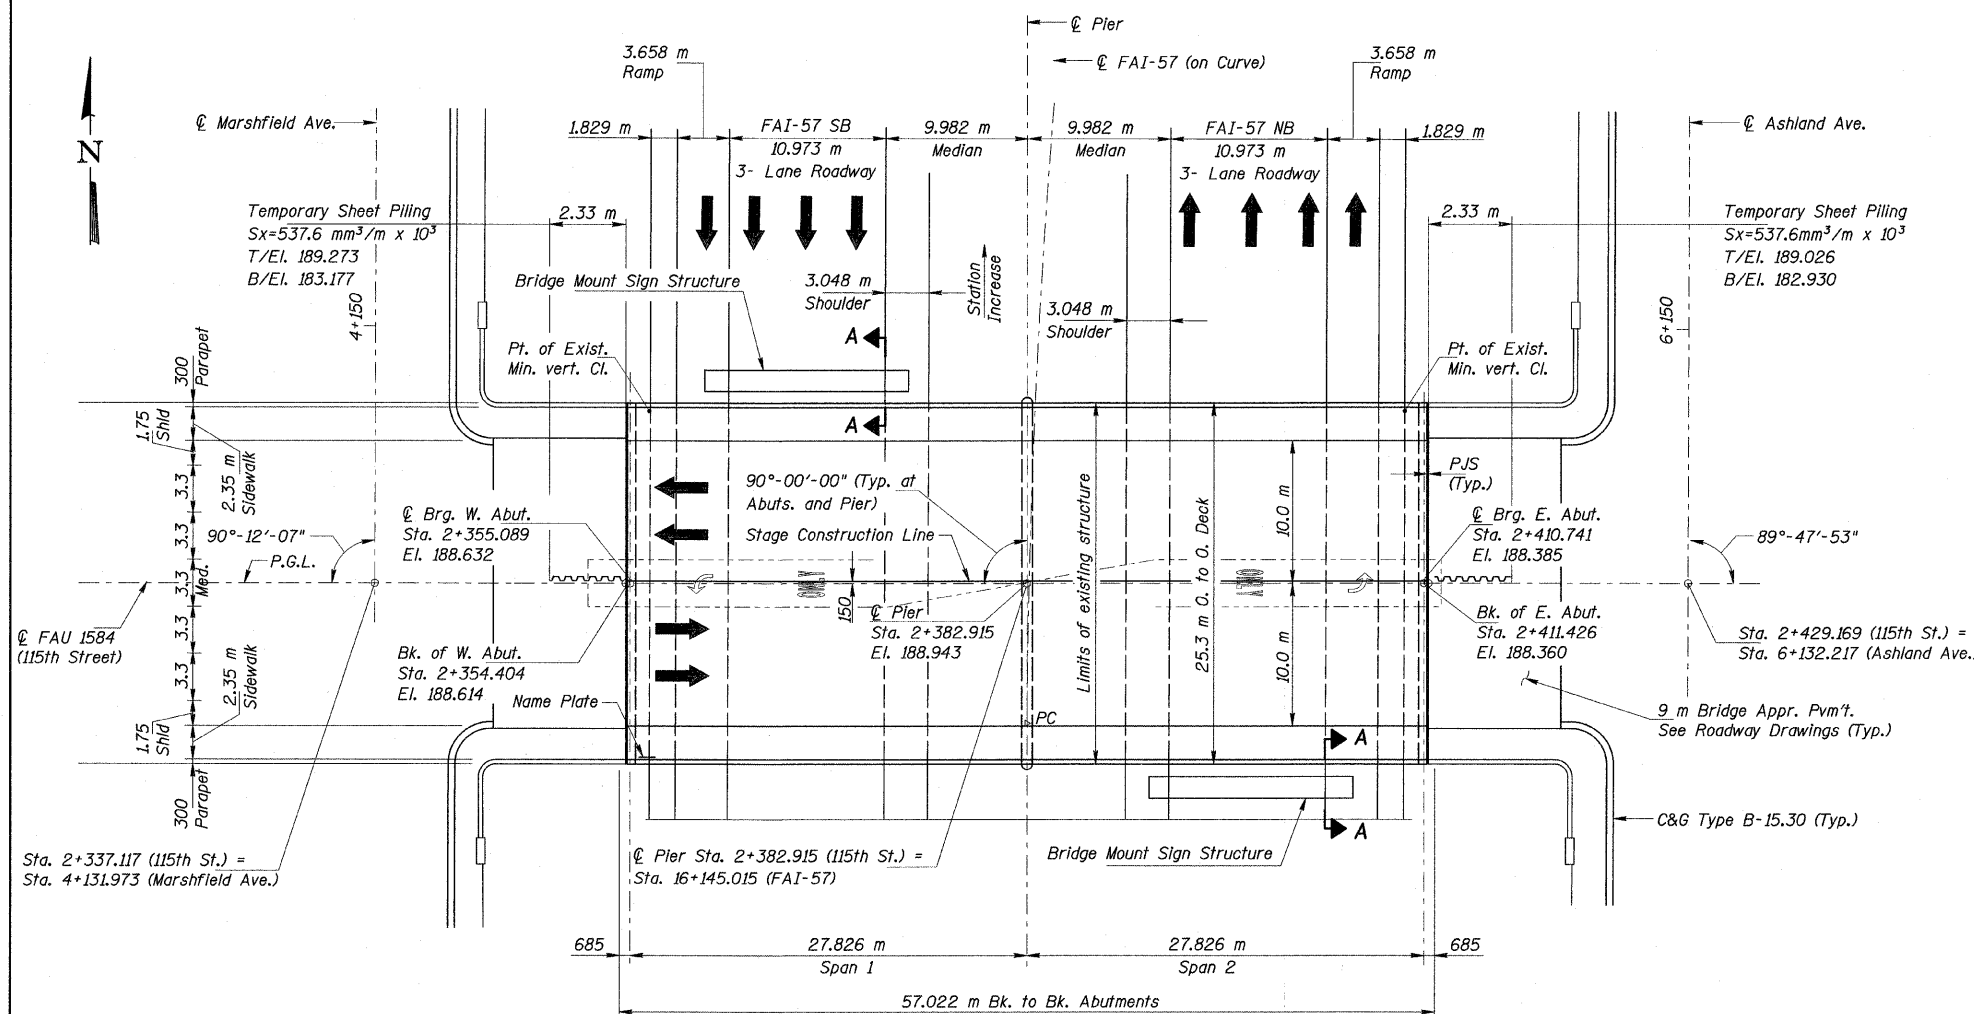 ℄ Pier
℄ FAI-57 (on Curve)
3.658 m
Ramp
3.658 m
Ramp
℄ Marshfield Ave.
1.829 m
FAI-57 SB
10.973 m
3- Lane Roadway
9.982 m
Median
9.982 m
Median
FAI-57 NB
10.973 m
3- Lane Roadway
1.829 m
℄ Ashland Ave.
N
Temporary Sheet Piling
Sx=537.6 mm³/m x 10³
T/El. 189.273
B/El. 183.177
2.33 m
2.33 m
Temporary Sheet Piling
Sx=537.6mm³/m x 10³
T/El. 189.026
B/El. 182.930
4+150
Bridge Mount Sign Structure
3.048 m
Shoulder
Station
Increase
3.048 m
Shoulder
6+150
A
A
Pt. of Exist.
Min. vert. Cl.
Pt. of Exist.
Min. vert. Cl.
300
Parapet
1.75
Shld
2.35 m
Sidewalk
3.3
3.3
3.3
Med.
3.3
3.3
2.35 m
Sidewalk
1.75
Shld
300
Parapet
90°-12'-07"
P.G.L.
℄ FAU 1584
(115th Street)
℄ Brg. W. Abut.
Sta. 2+355.089
El. 188.632
90°-00'-00" (Typ. at
Abuts. and Pier)
Stage Construction Line
ONLY
150
℄ Pier
Sta. 2+382.915
El. 188.943
Limits of existing structure
25.3 m O. to O. Deck
10.0 m
10.0 m
ONLY
PJS
(Typ.)
℄ Brg. E. Abut.
Sta. 2+410.741
El. 188.385
89°-47'-53"
Bk. of W. Abut.
Sta. 2+354.404
El. 188.614
Name Plate
Bk. of E. Abut.
Sta. 2+411.426
El. 188.360
Sta. 2+429.169 (115th St.) =
Sta. 6+132.217 (Ashland Ave.)
PC
9 m Bridge Appr. Pvm't.
See Roadway Drawings (Typ.)
A
A
C&G Type B-15.30 (Typ.)
Sta. 2+337.117 (115th St.) =
Sta. 4+131.973 (Marshfield Ave.)
℄ Pier Sta. 2+382.915 (115th St.) =
Sta. 16+145.015 (FAI-57)
Bridge Mount Sign Structure
685
27.826 m
Span 1
27.826 m
Span 2
685
57.022 m Bk. to Bk. Abutments